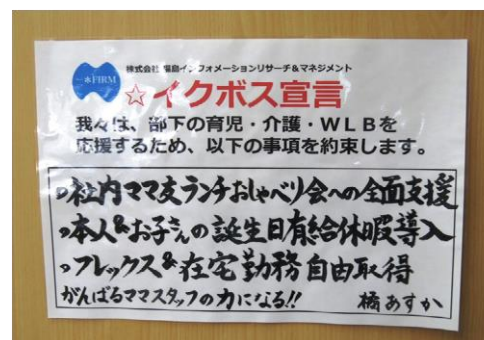 FIRM
株式会社 福島インフォメーションリサーチ&マネジメント
☆イクボス宣言
我々は、部下の育児・介護・WLBを
応援するため、以下の事項を約束します。
社内ママ友ランチおしゃべり会への全面支援
本人&お子さんの誕生日有給休暇導入
フレックス&在宅勤務自由取得
がんばるママスタッフの力になる!! 橋あすか